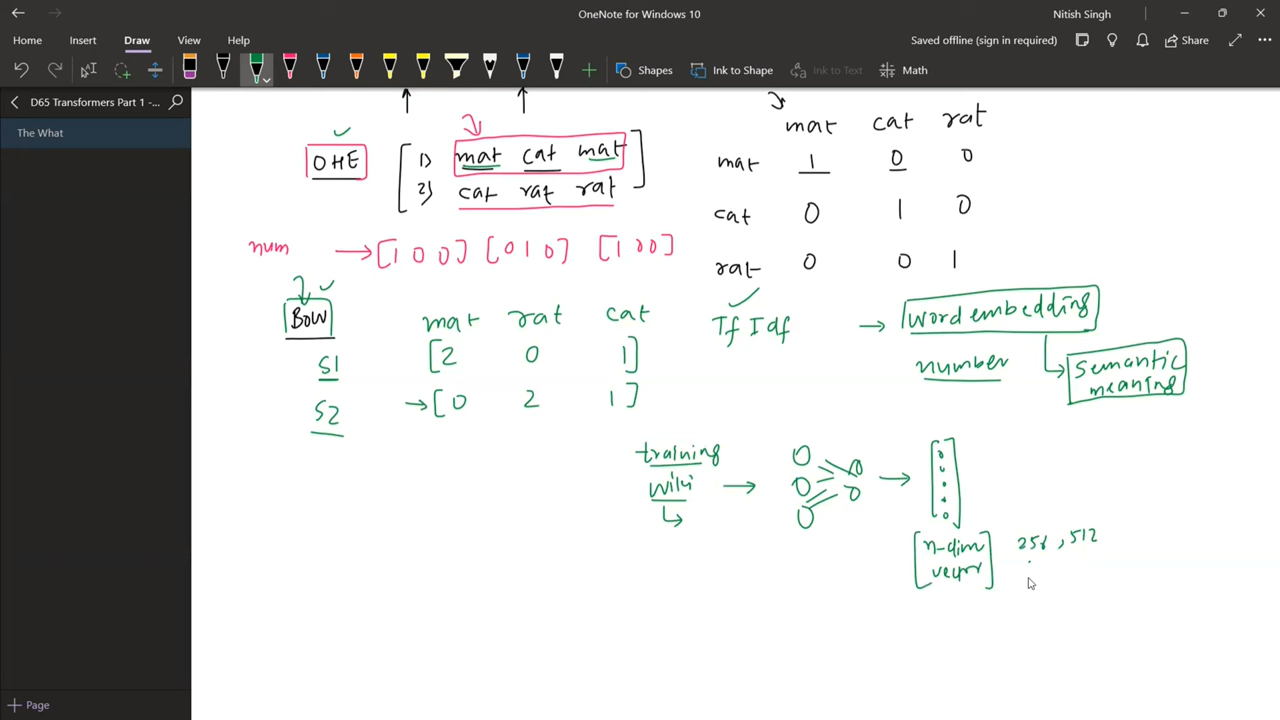 OneNote for Windows 10
Nitish Singh
Home Insert Draw View Help
Saved offline (sign in required)
Share
Shapes
Ink to Shape
Ink to Text
Math
D65 Transformers Part 1 -...
The What
mat cat rat
OHE
1) mat cat mat
2) cat rat rat
mat 1 0 0
cat 0 1 0
rat 0 0 1
num → [1 0 0] [0 1 0] [1 0 0]
BoW
mat rat cat
S1 [2 0 1]
S2 → [0 2 1]
Tf Idf → word embedding
number
semantic
meaning
training
wiki
[n-dim
vector]
256, 512
Page